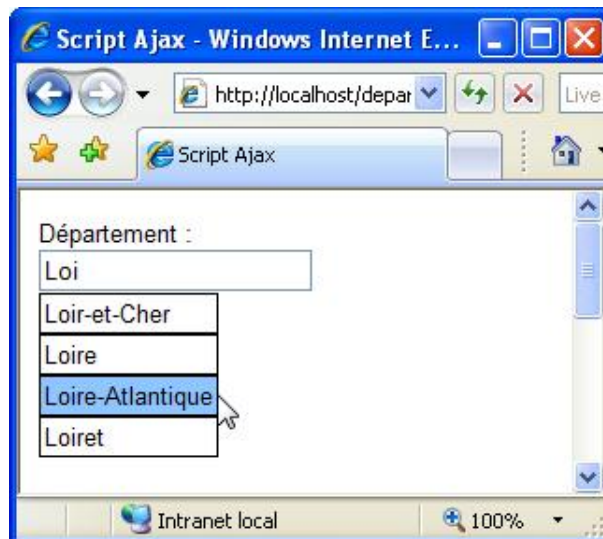 Script Ajax - Windows Internet E...
http://localhost/depar
Live
Script Ajax
Département :
Loi
Loir-et-Cher
Loire
Loire-Atlantique
Loiret
Intranet local
100%